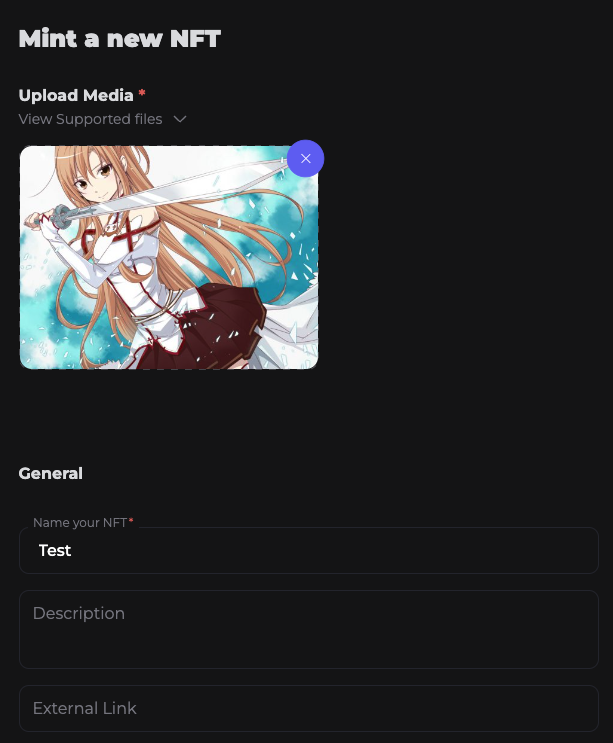 Mint a new NFT
Upload Media *
View Supported files
General
Name your NFT*
Test
Description
External Link